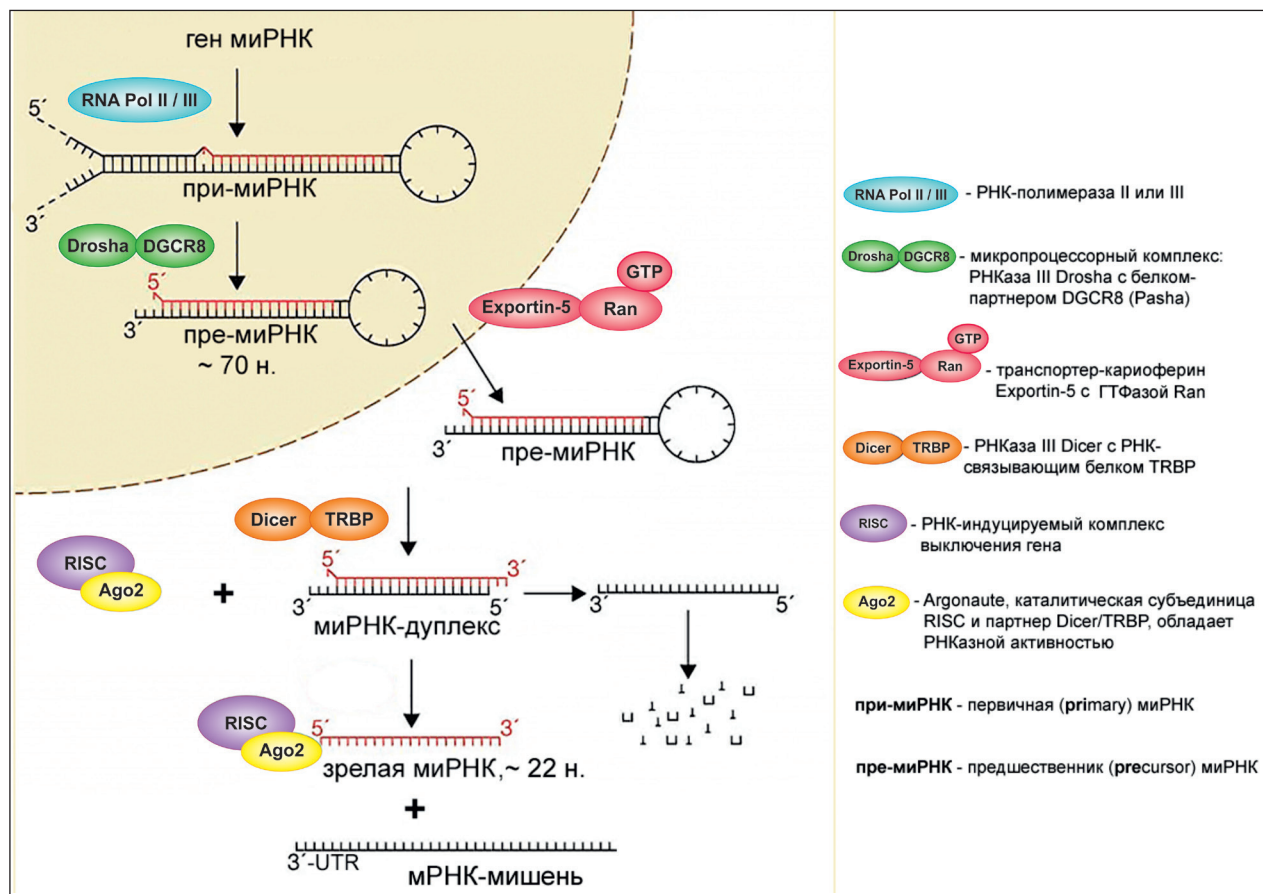 ген миРНК
RNA Pol II / III
5´
при-миРНК
3´
Drosha DGCR8
5´
3´
пре-миРНК
~ 70 н.
GTP
Exportin-5 Ran
5´
3´
пре-миРНК
Dicer TRBP
RISC
Ago2
+
5´ 3´
3´ 5´
миРНК-дуплекс
3´ 5´
RISC
Ago2
5´ 3´
зрелая миРНК,~ 22 н.
+
3´-UTR
мРНК-мишень
RNA Pol II / III - РНК-полимераза II или III
Drosha DGCR8 - микропроцессорный комплекс:
РНКаза III Drosha с белком-
партнером DGCR8 (Pasha)
GTP
Exportin-5 Ran - транспортер-кариоферин
Exportin-5 с ГТФазой Ran
Dicer TRBP - РНКаза III Dicer с РНК-
связывающим белком TRBP
RISC - РНК-индуцируемый комплекс
выключения гена
Ago2 - Argonaute, каталитическая субъединица
RISC и партнер Dicer/TRBP, обладает
РНКазной активностью
при-миРНК - первичная (primary) миРНК
пре-миРНК - предшественник (precursor) миРНК